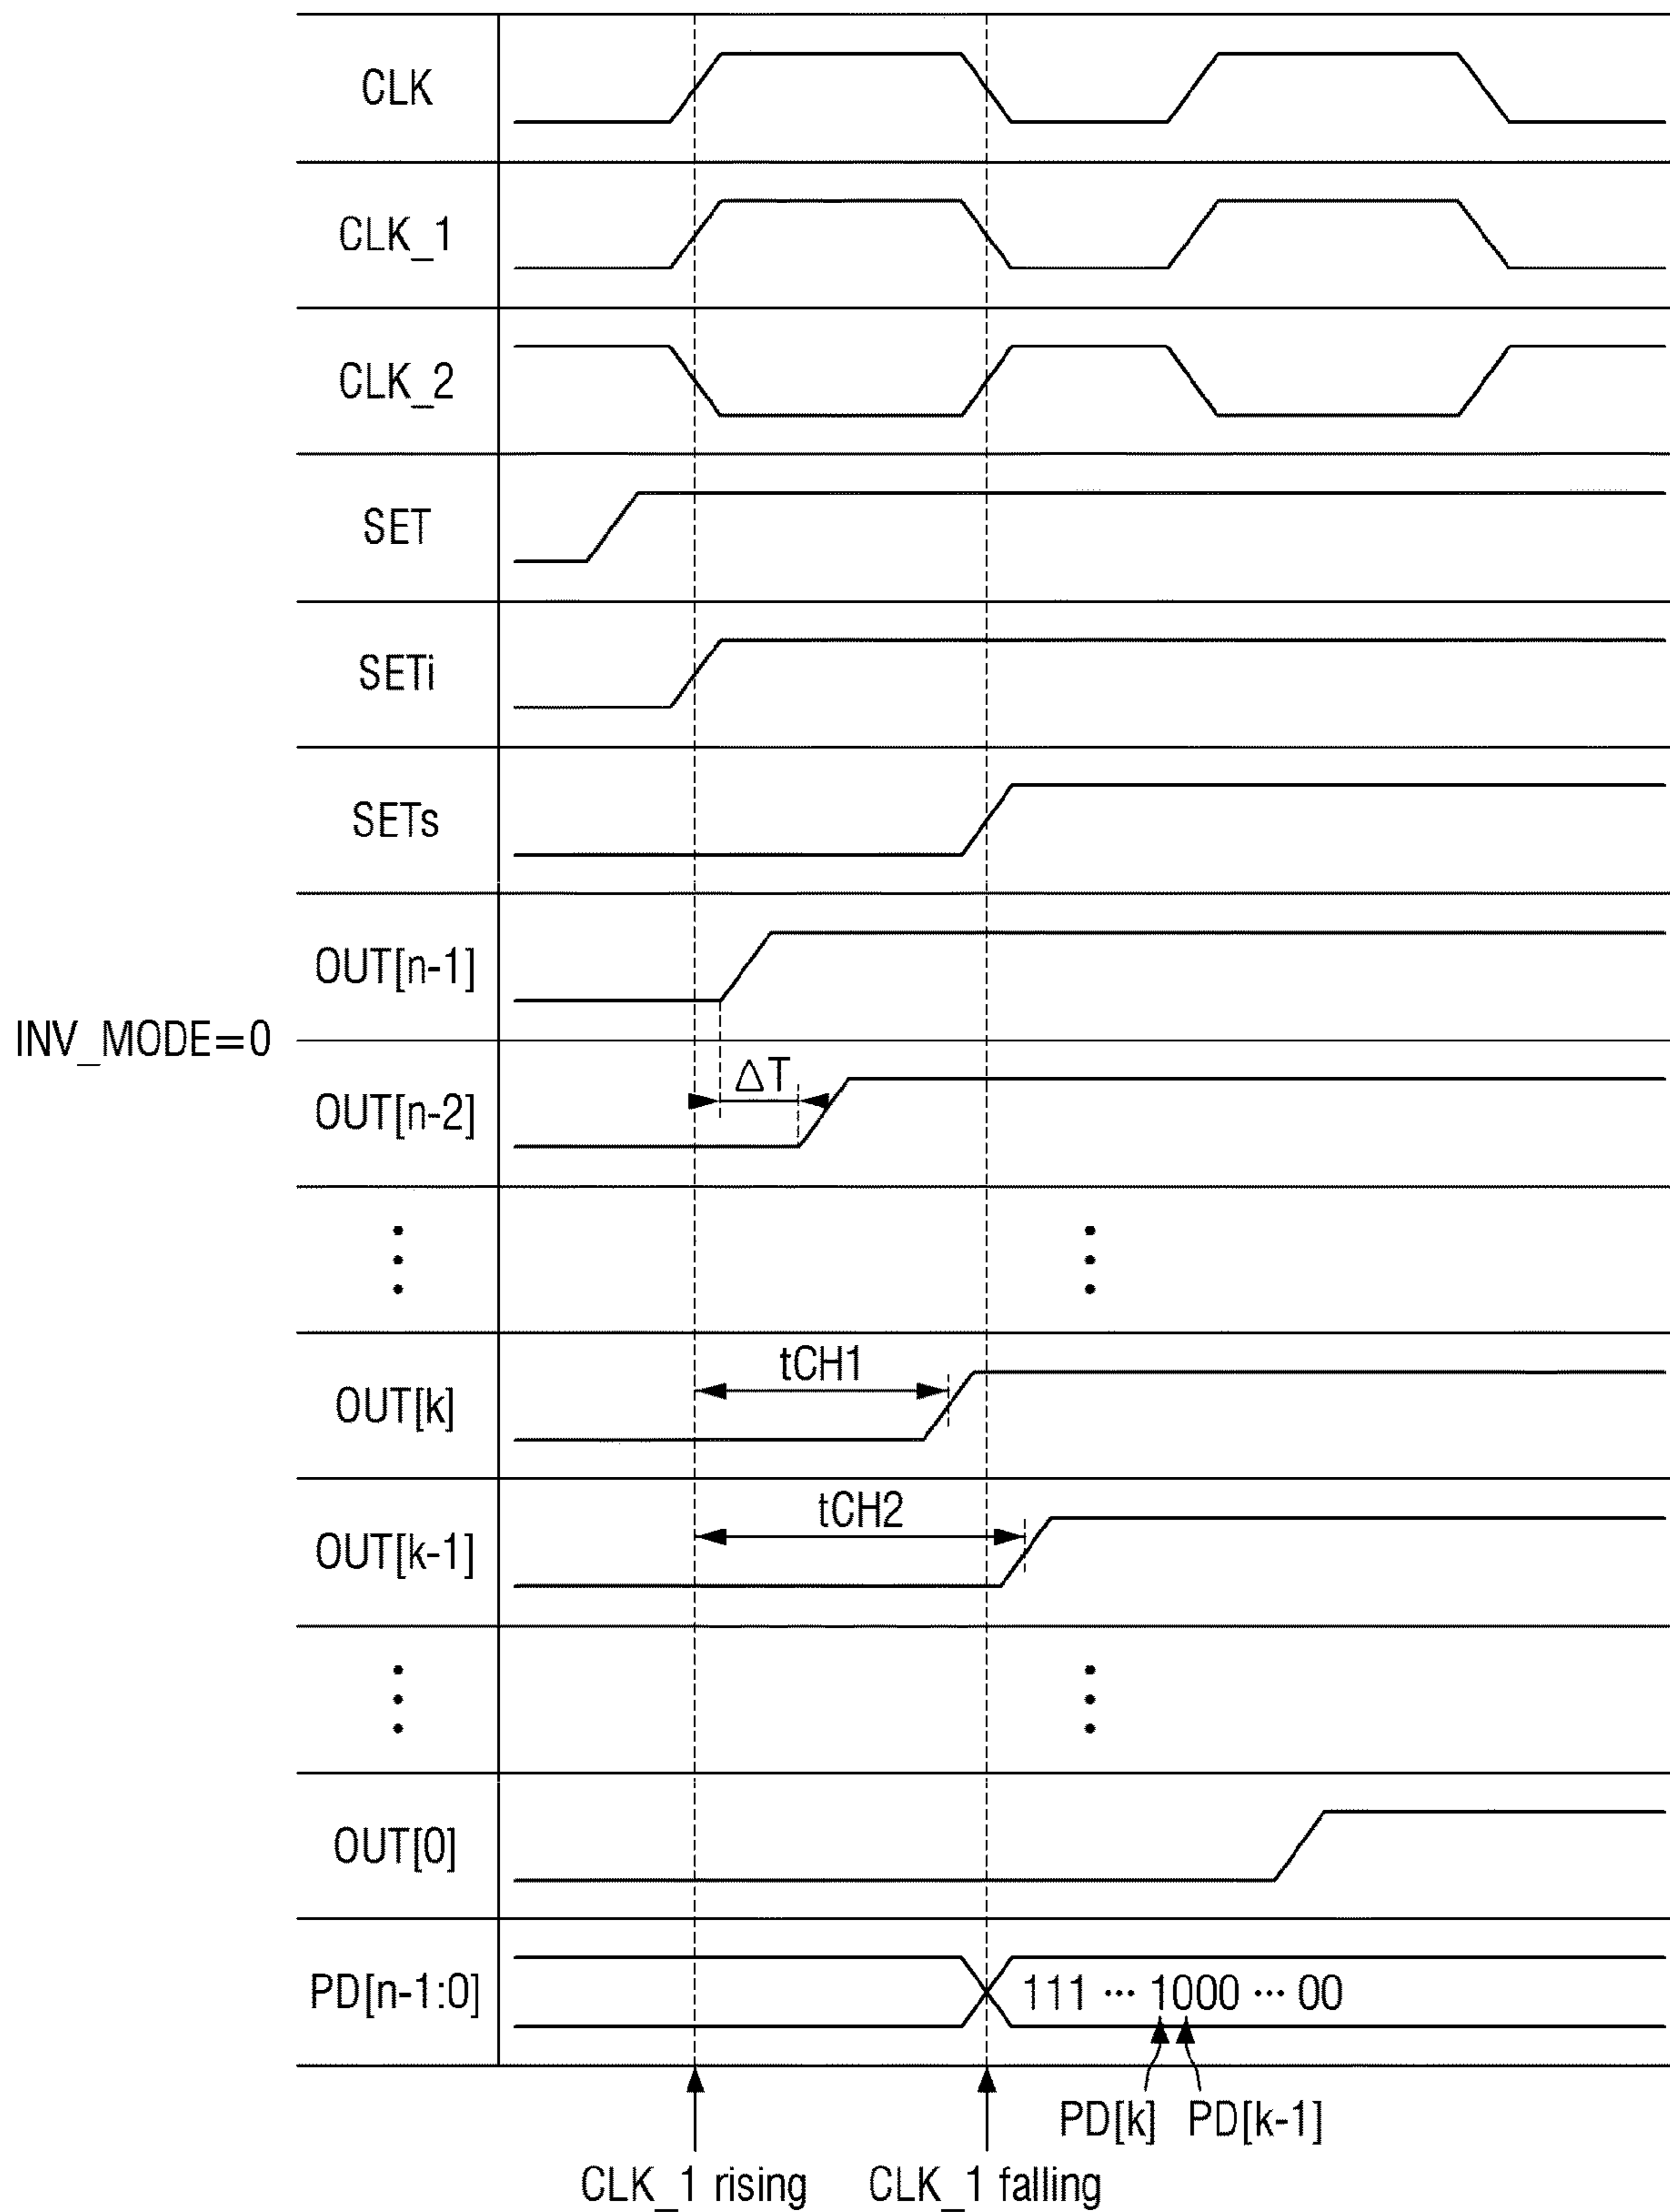 CLK
CLK_1
CLK_2
SET
SETi
SETs
OUT[n-1]
INV_MODE=0
ΔT
OUT[n-2]
tCH1
OUT[k]
tCH2
OUT[k-1]
OUT[0]
PD[n-1:0] 111 ··· 1000 ··· 00
PD[k] PD[k-1]
CLK_1 rising CLK_1 falling